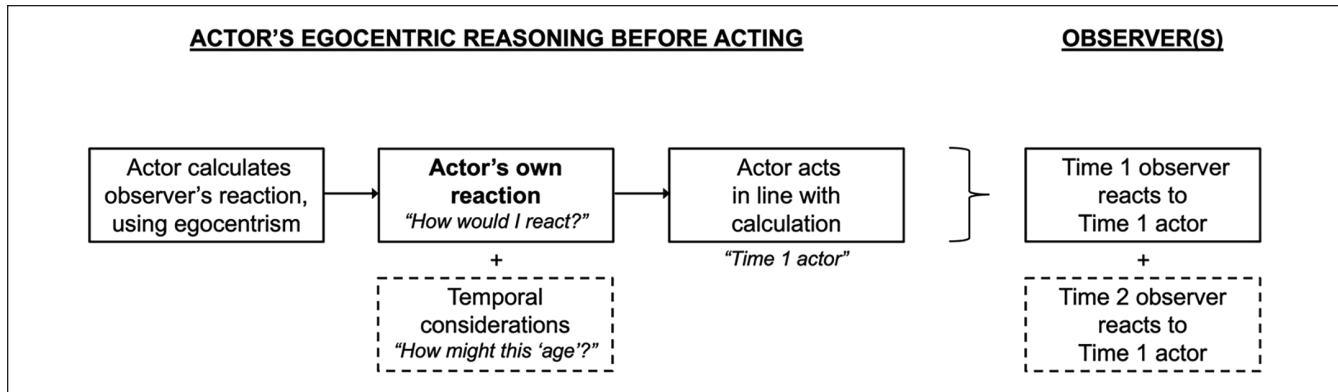 ACTOR’S EGOCENTRIC REASONING BEFORE ACTING
OBSERVER(S)
Actor calculates
observer’s reaction,
using egocentrism
Actor’s own
reaction
“How would I react?”
+
Temporal
considerations
“How might this ‘age’?”
Actor acts
in line with
calculation
“Time 1 actor”
Time 1 observer
reacts to
Time 1 actor
+
Time 2 observer
reacts to
Time 1 actor